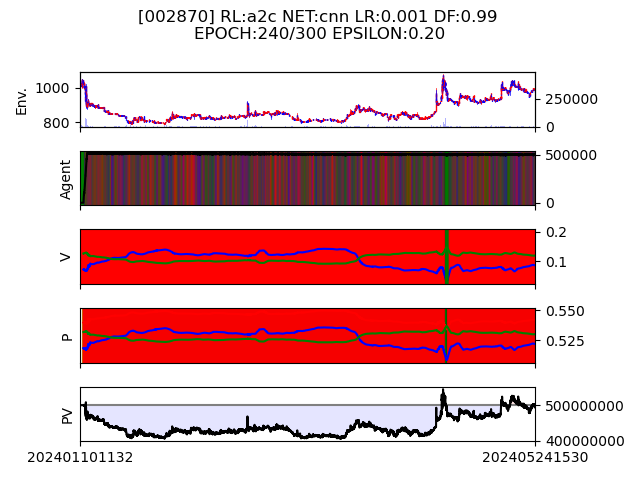 [002870] RL:a2c NET:cnn LR:0.001 DF:0.99
EPOCH:240/300 EPSILON:0.20
Env.
1000
800
250000
0
Agent
500000
0
V
0.2
0.1
P
0.550
0.525
PV
500000000
400000000
202401101132
202405241530